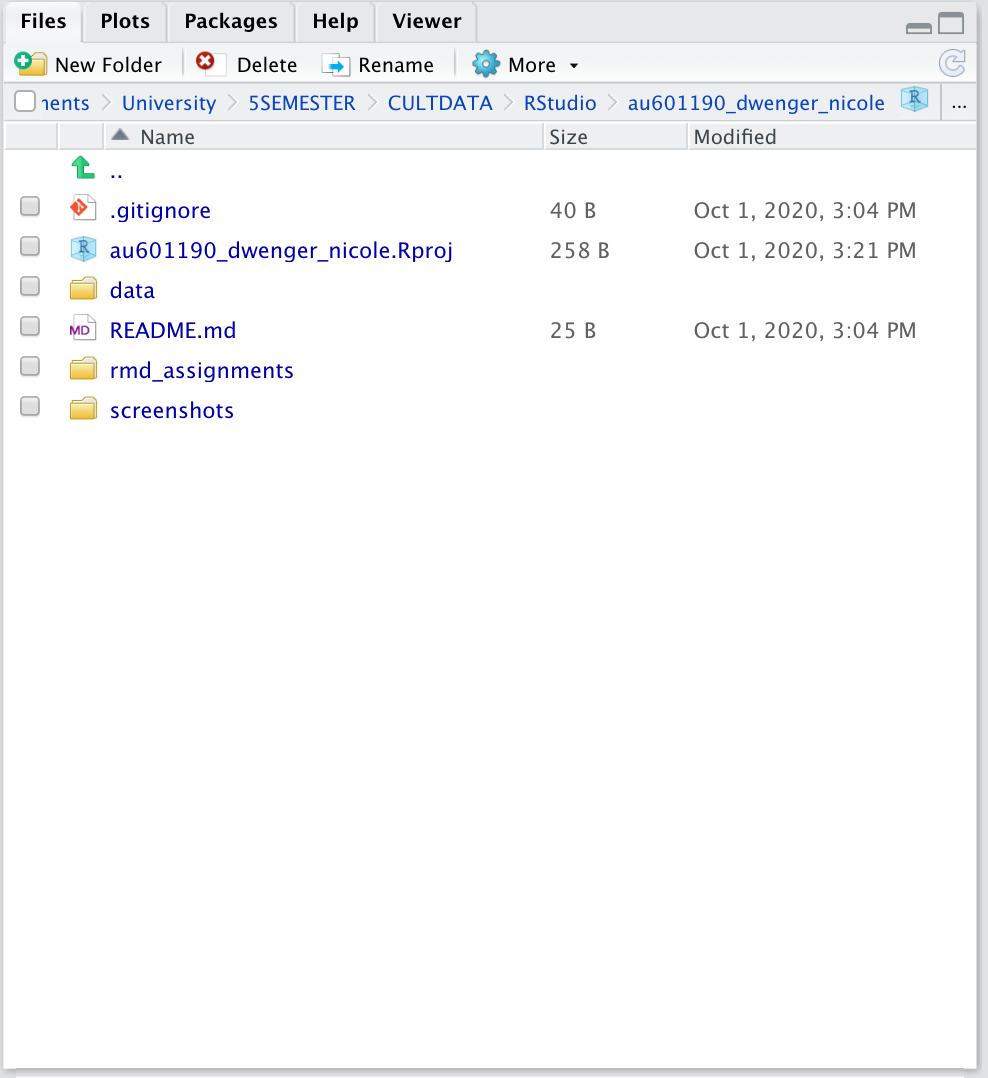 Files Plots Packages Help Viewer
New Folder Delete Rename More
nents University 5SEMESTER CULTDATA RStudio au601190_dwenger_nicole R ...
Name Size Modified
..
.gitignore 40 B Oct 1, 2020, 3:04 PM
R au601190_dwenger_nicole.Rproj 258 B Oct 1, 2020, 3:21 PM
data
MD README.md 25 B Oct 1, 2020, 3:04 PM
rmd_assignments
screenshots